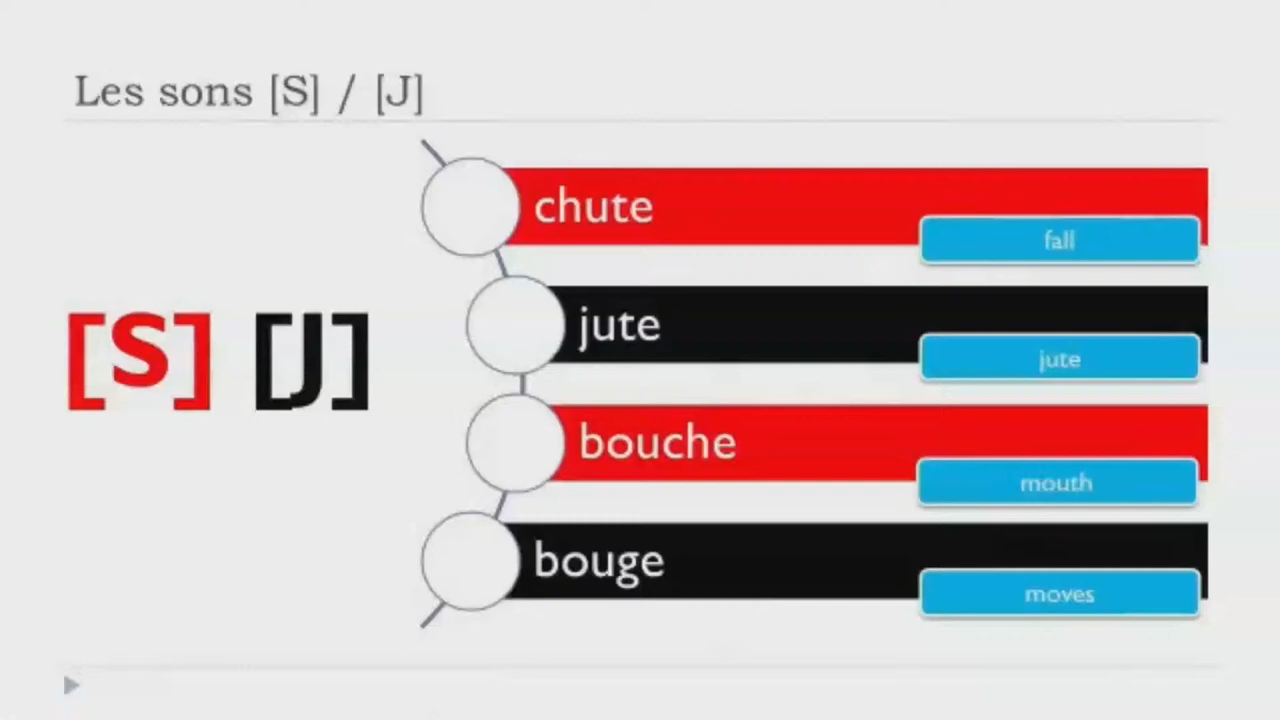 Les sons [S] / [J]
[S] [J]
chute
fall
jute
jute
bouche
mouth
bouge
moves